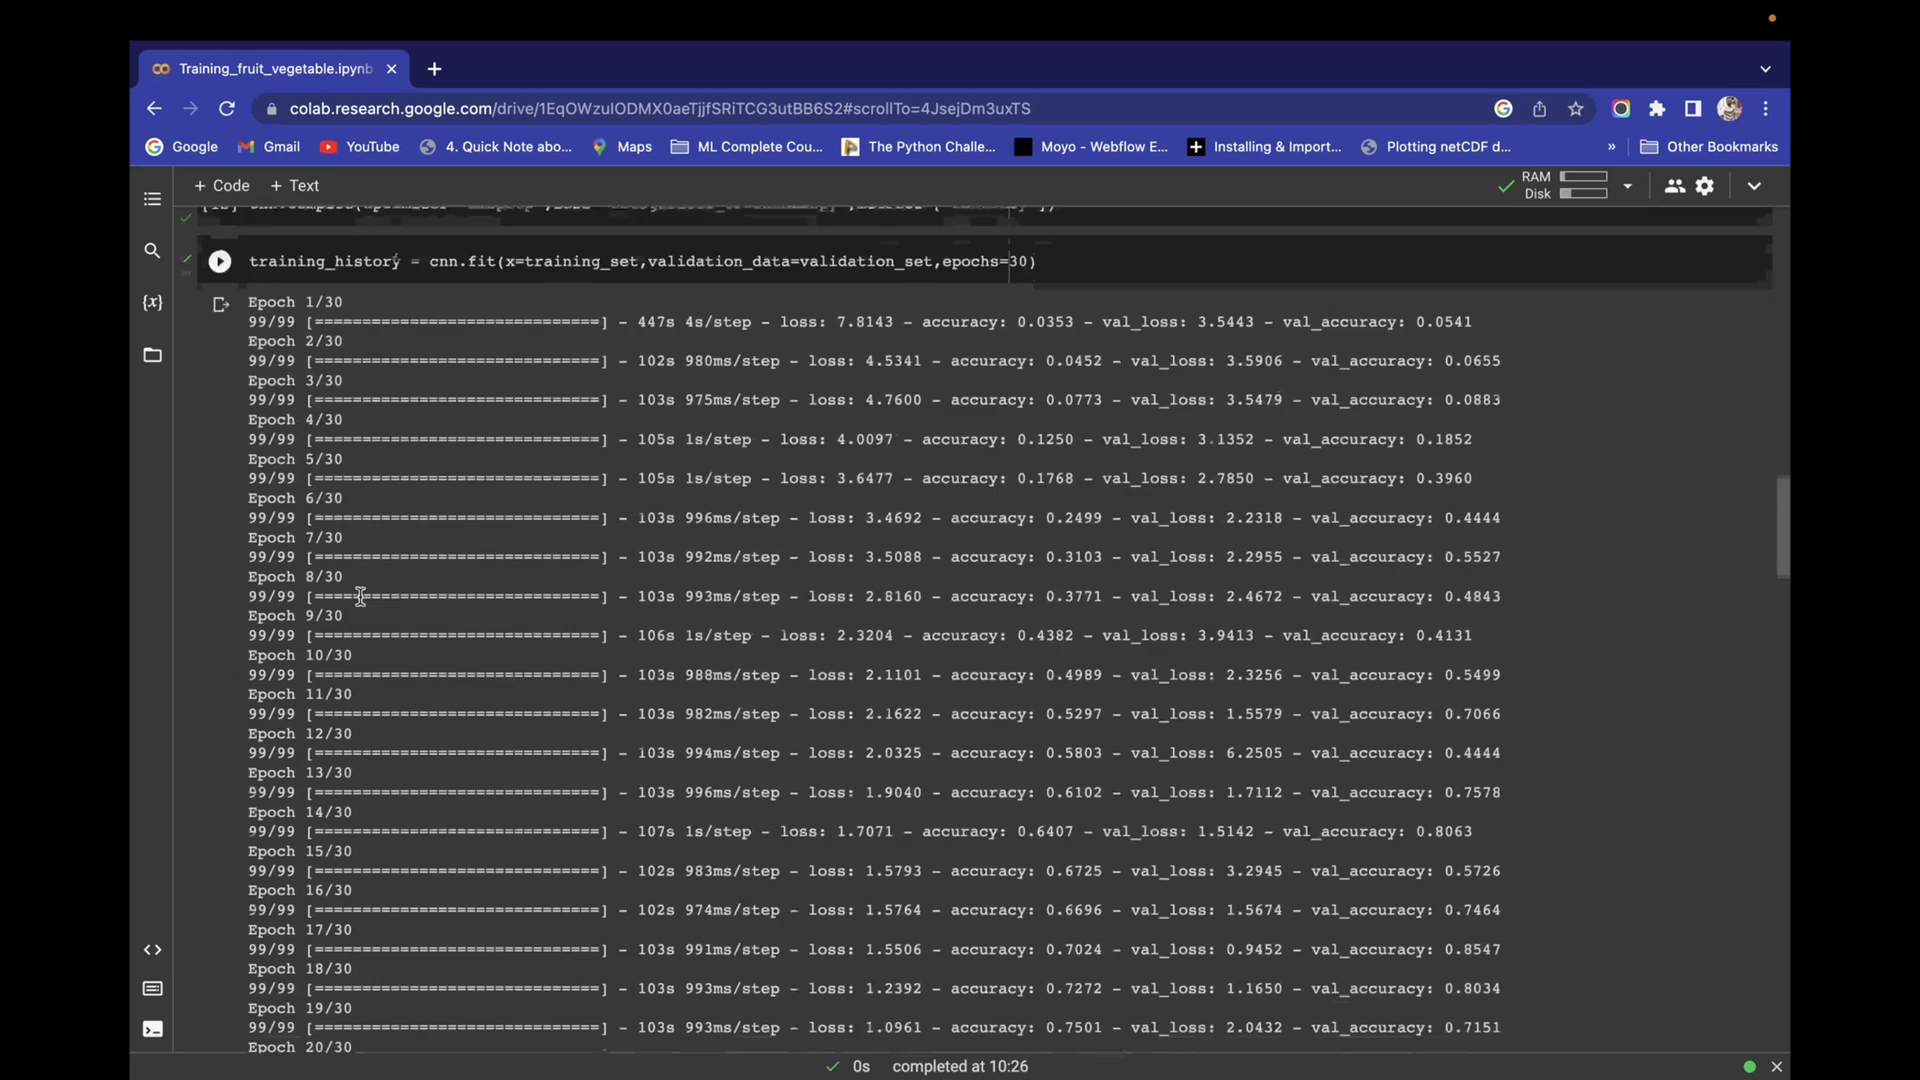 Training_fruit_vegetable.ipynb
colab.research.google.com/drive/1EqOWzuIODMX0aeTjjfSRiTCG3utBB6S2#scrollTo=4JsejDm3uxTS
Google Gmail YouTube 4. Quick Note abo... Maps ML Complete Cou... The Python Challe... Moyo - Webflow E... Installing & Import... Plotting netCDF d... » Other Bookmarks
+ Code + Text
RAM
Disk
training_history = cnn.fit(x=training_set,validation_data=validation_set,epochs=30)
Epoch 1/30
99/99 [==============================] - 447s 4s/step - loss: 7.8143 - accuracy: 0.0353 - val_loss: 3.5443 - val_accuracy: 0.0541
Epoch 2/30
99/99 [==============================] - 102s 980ms/step - loss: 4.5341 - accuracy: 0.0452 - val_loss: 3.5906 - val_accuracy: 0.0655
Epoch 3/30
99/99 [==============================] - 103s 975ms/step - loss: 4.7600 - accuracy: 0.0773 - val_loss: 3.5479 - val_accuracy: 0.0883
Epoch 4/30
99/99 [==============================] - 105s 1s/step - loss: 4.0097 - accuracy: 0.1250 - val_loss: 3.1352 - val_accuracy: 0.1852
Epoch 5/30
99/99 [==============================] - 105s 1s/step - loss: 3.6477 - accuracy: 0.1768 - val_loss: 2.7850 - val_accuracy: 0.3960
Epoch 6/30
99/99 [==============================] - 103s 996ms/step - loss: 3.4692 - accuracy: 0.2499 - val_loss: 2.2318 - val_accuracy: 0.4444
Epoch 7/30
99/99 [==============================] - 103s 992ms/step - loss: 3.5088 - accuracy: 0.3103 - val_loss: 2.2955 - val_accuracy: 0.5527
Epoch 8/30
99/99 [==============================] - 103s 993ms/step - loss: 2.8160 - accuracy: 0.3771 - val_loss: 2.4672 - val_accuracy: 0.4843
Epoch 9/30
99/99 [==============================] - 106s 1s/step - loss: 2.3204 - accuracy: 0.4382 - val_loss: 3.9413 - val_accuracy: 0.4131
Epoch 10/30
99/99 [==============================] - 103s 988ms/step - loss: 2.1101 - accuracy: 0.4989 - val_loss: 2.3256 - val_accuracy: 0.5499
Epoch 11/30
99/99 [==============================] - 103s 982ms/step - loss: 2.1622 - accuracy: 0.5297 - val_loss: 1.5579 - val_accuracy: 0.7066
Epoch 12/30
99/99 [==============================] - 103s 994ms/step - loss: 2.0325 - accuracy: 0.5803 - val_loss: 6.2505 - val_accuracy: 0.4444
Epoch 13/30
99/99 [==============================] - 103s 996ms/step - loss: 1.9040 - accuracy: 0.6102 - val_loss: 1.7112 - val_accuracy: 0.7578
Epoch 14/30
99/99 [==============================] - 107s 1s/step - loss: 1.7071 - accuracy: 0.6407 - val_loss: 1.5142 - val_accuracy: 0.8063
Epoch 15/30
99/99 [==============================] - 102s 983ms/step - loss: 1.5793 - accuracy: 0.6725 - val_loss: 3.2945 - val_accuracy: 0.5726
Epoch 16/30
99/99 [==============================] - 102s 974ms/step - loss: 1.5764 - accuracy: 0.6696 - val_loss: 1.5674 - val_accuracy: 0.7464
Epoch 17/30
99/99 [==============================] - 103s 991ms/step - loss: 1.5506 - accuracy: 0.7024 - val_loss: 0.9452 - val_accuracy: 0.8547
Epoch 18/30
99/99 [==============================] - 103s 993ms/step - loss: 1.2392 - accuracy: 0.7272 - val_loss: 1.1650 - val_accuracy: 0.8034
Epoch 19/30
99/99 [==============================] - 103s 993ms/step - loss: 1.0961 - accuracy: 0.7501 - val_loss: 2.0432 - val_accuracy: 0.7151
Epoch 20/30
0s completed at 10:26